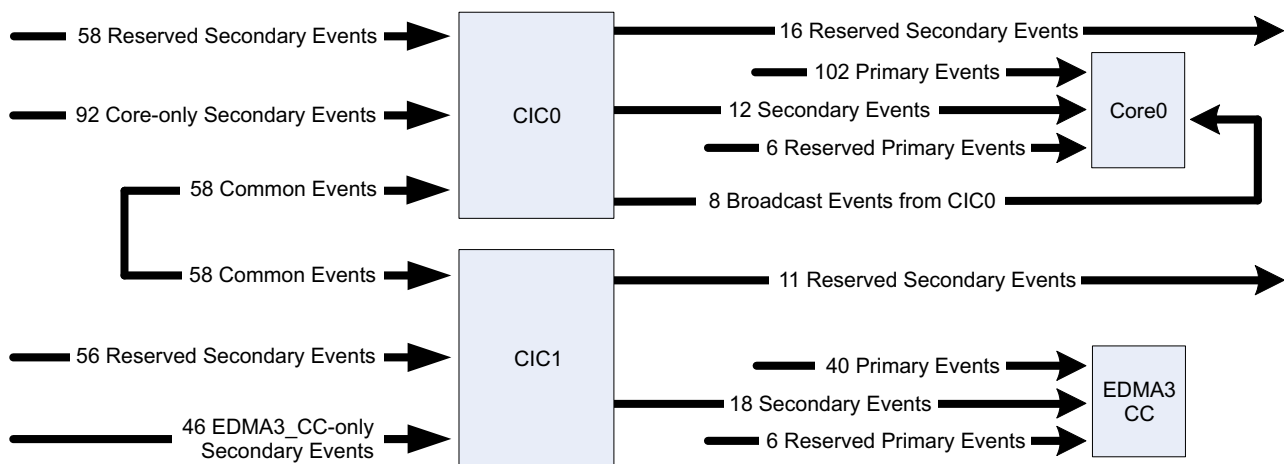 58 Reserved Secondary Events
16 Reserved Secondary Events
102 Primary Events
92 Core-only Secondary Events
CIC0
12 Secondary Events
Core0
6 Reserved Primary Events
58 Common Events
8 Broadcast Events from CIC0
58 Common Events
11 Reserved Secondary Events
56 Reserved Secondary Events
CIC1
40 Primary Events
EDMA3
CC
18 Secondary Events
46 EDMA3_CC-only
Secondary Events
6 Reserved Primary Events